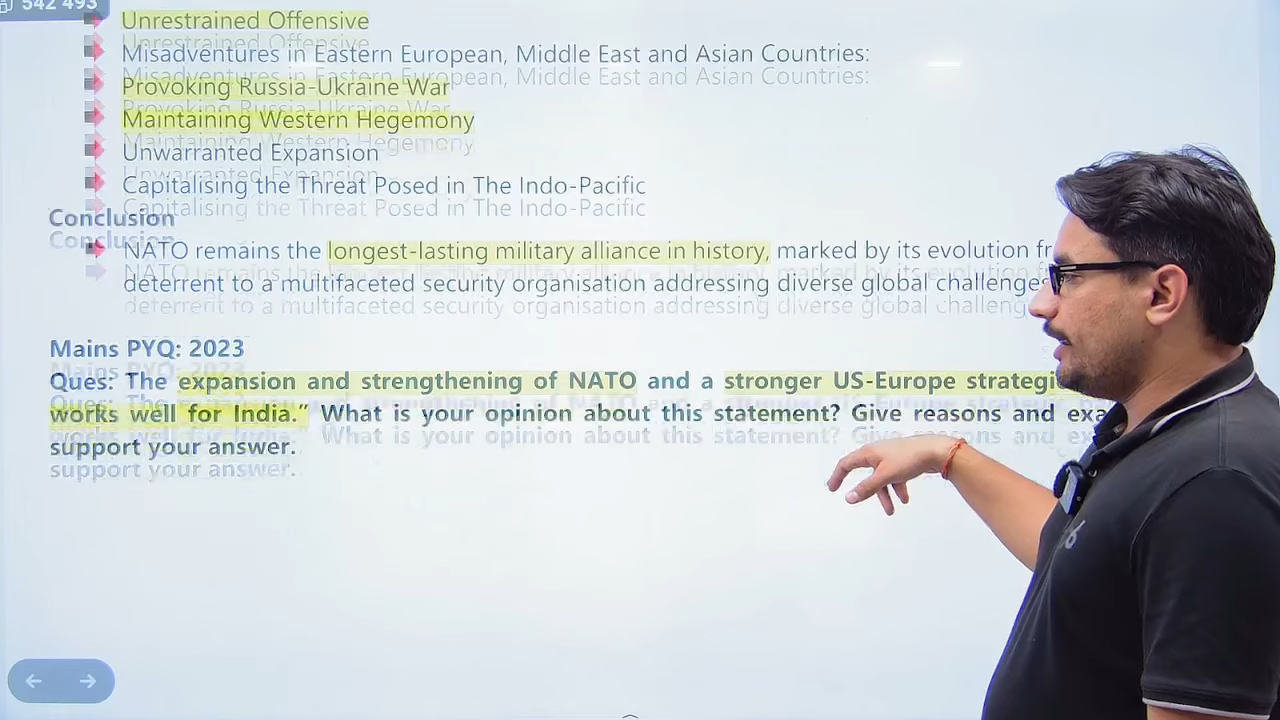 542 493
Unrestrained Offensive
Misadventures in Eastern European, Middle East and Asian Countries:
Provoking Russia-Ukraine War
Maintaining Western Hegemony
Unwarranted Expansion
Capitalising the Threat Posed in The Indo-Pacific
Conclusion
NATO remains the longest-lasting military alliance in history, marked by its evolution
deterrent to a multifaceted security organisation addressing diverse global challenges
Mains PYQ: 2023
Ques: The expansion and strengthening of NATO and a stronger US-Europe
works well for India.” What is your opinion about this statement? Give reasons and
support your answer.